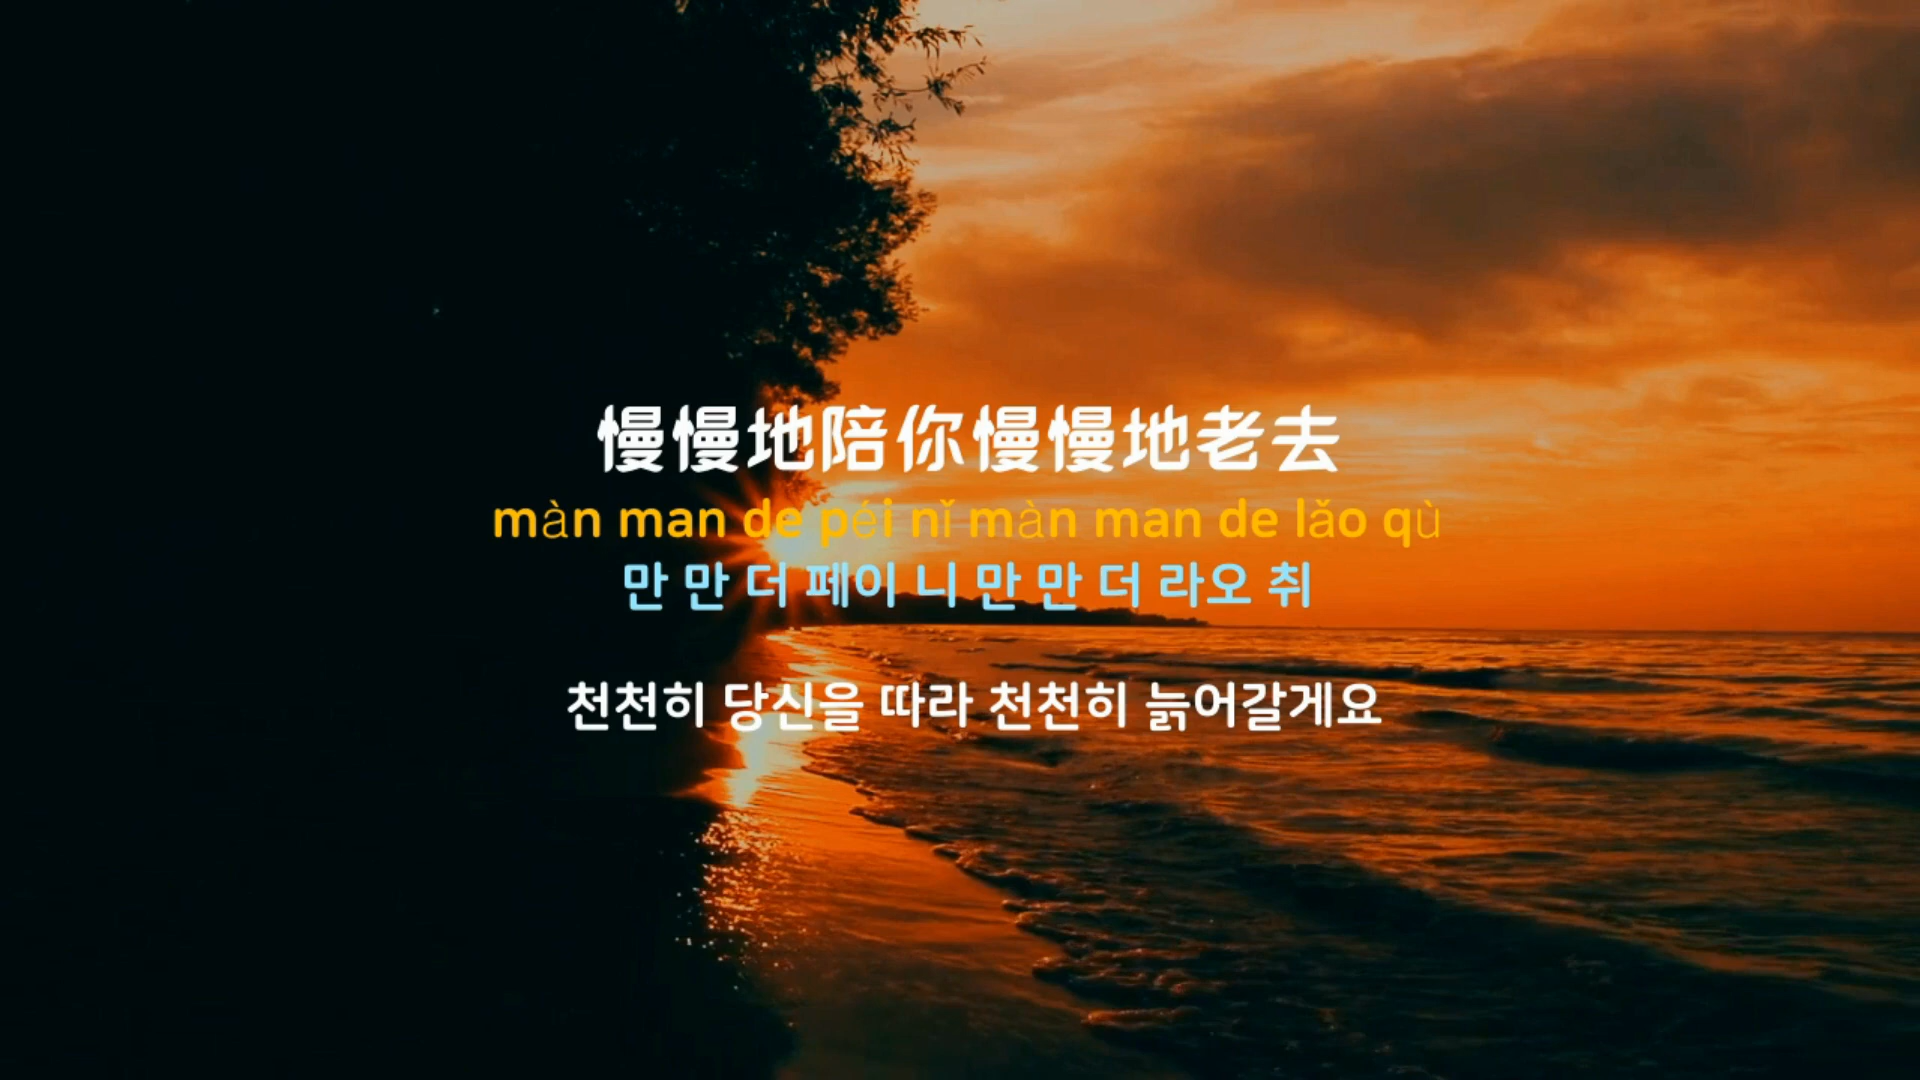 慢慢地陪你慢慢地老去
màn man de péi nǐ màn man de lǎo qù
만 만 더 페이 니 만 만 더 라오 취
천천히 당신을 따라 천천히 늙어갈게요